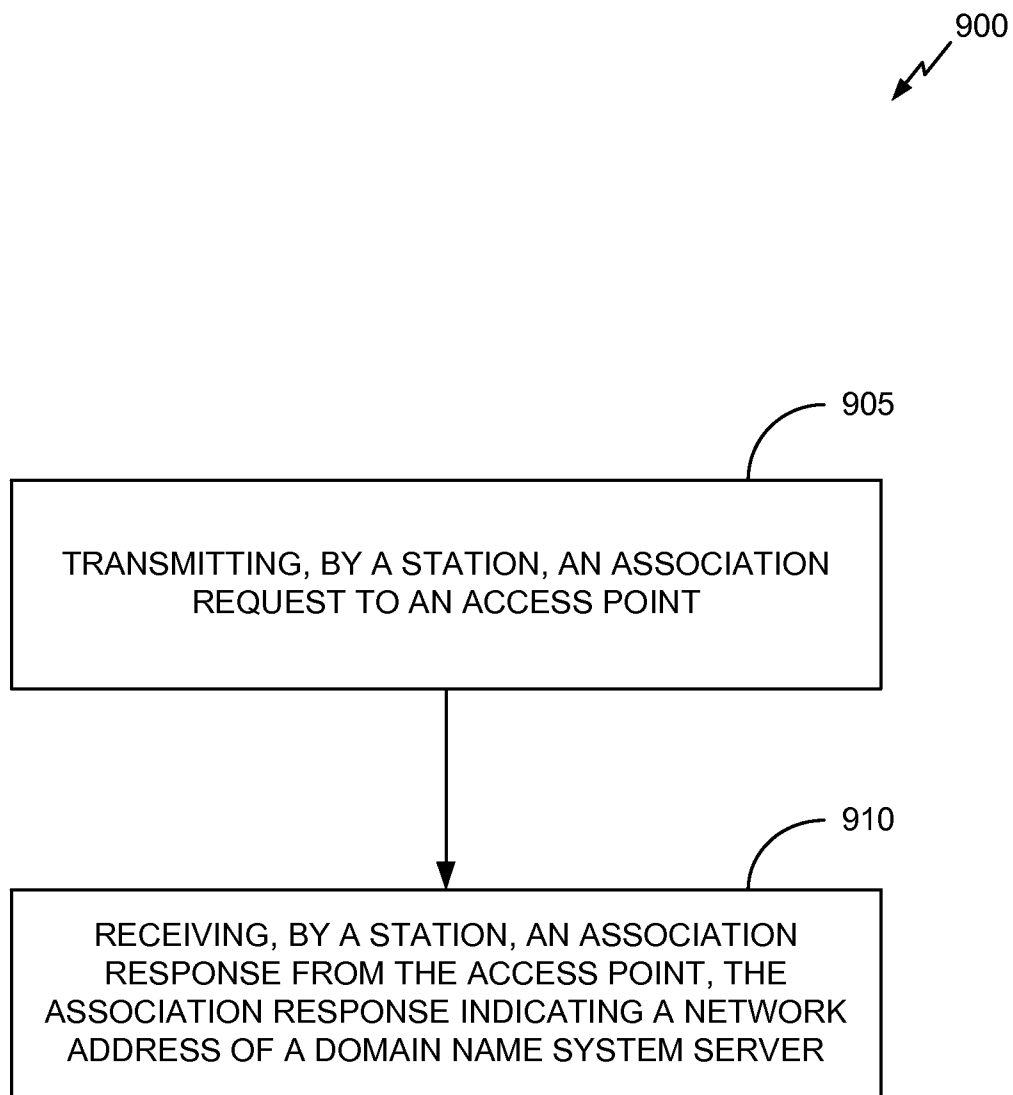 900
905
TRANSMITTING, BY A STATION, AN ASSOCIATION
REQUEST TO AN ACCESS POINT
910
RECEIVING, BY A STATION, AN ASSOCIATION
RESPONSE FROM THE ACCESS POINT, THE
ASSOCIATION RESPONSE INDICATING A NETWORK
ADDRESS OF A DOMAIN NAME SYSTEM SERVER